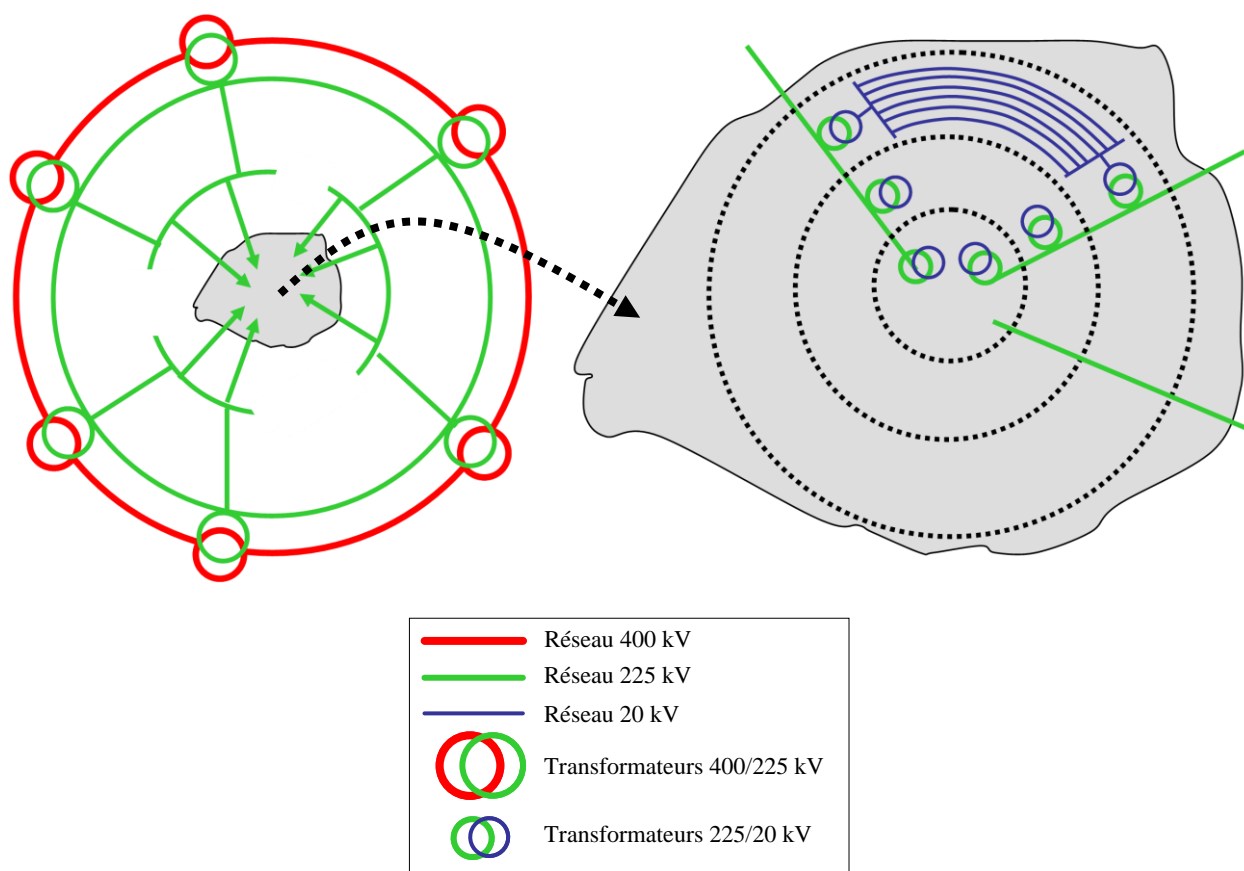 Réseau 400 kV
Réseau 225 kV
Réseau 20 kV
Transformateurs 400/225 kV
Transformateurs 225/20 kV